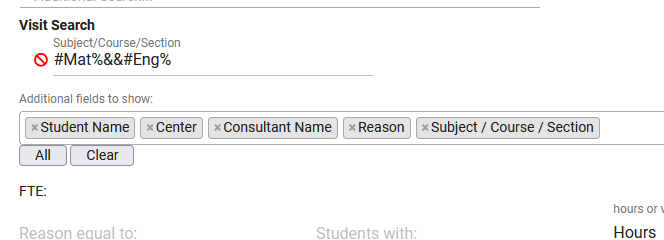 Visit Search
Subject/Course/Section
#Mat%&&#Eng%
Additional fields to show:
×Student Name ×Center ×Consultant Name ×Reason ×Subject / Course / Section
All Clear
FTE:
hours or
Reason equal to: Students with: Hours